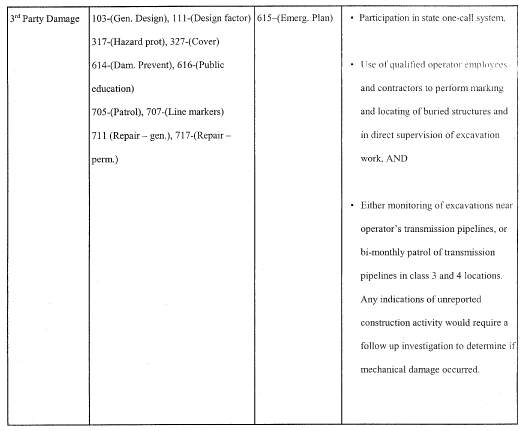 3rd Party Damage
103-(Gen. Design), 111-(Design factor)
317-(Hazard prot), 327-(Cover)
614-(Dam. Prevent), 616-(Public
education)
705-(Patrol), 707-(Line markers)
711 (Repair – gen.), 717-(Repair –
perm.)
615–(Emerg. Plan)
• Participation in state one-call system,
• Use of qualified operator employees
and contractors to perform marking
and locating of buried structures and
in direct supervision of excavation
work, AND
• Either monitoring of excavations near
operator's transmission pipelines, or
bi-monthly patrol of transmission
pipelines in class 3 and 4 locations.
Any indications of unreported
construction activity would require a
follow up investigation to determine if
mechanical damage occurred.